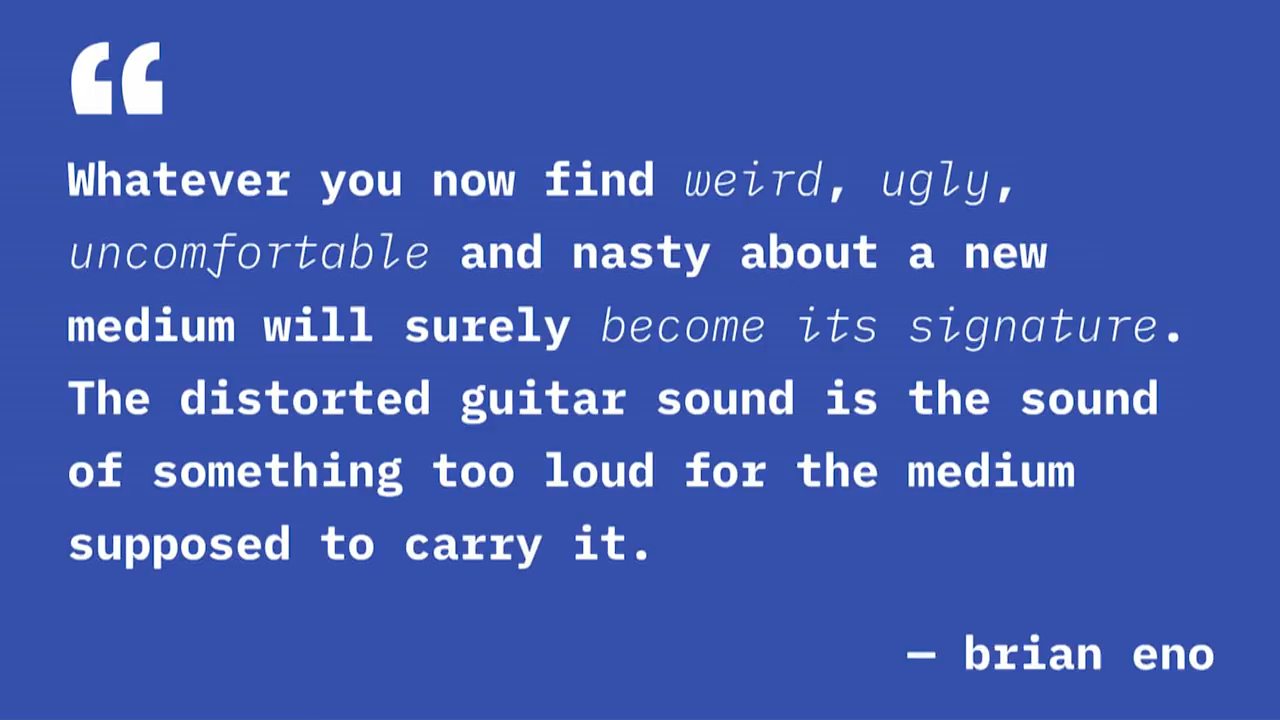 “
Whatever you now find weird, ugly,
uncomfortable and nasty about a new
medium will surely become its signature.
The distorted guitar sound is the sound
of something too loud for the medium
supposed to carry it.
— brian eno